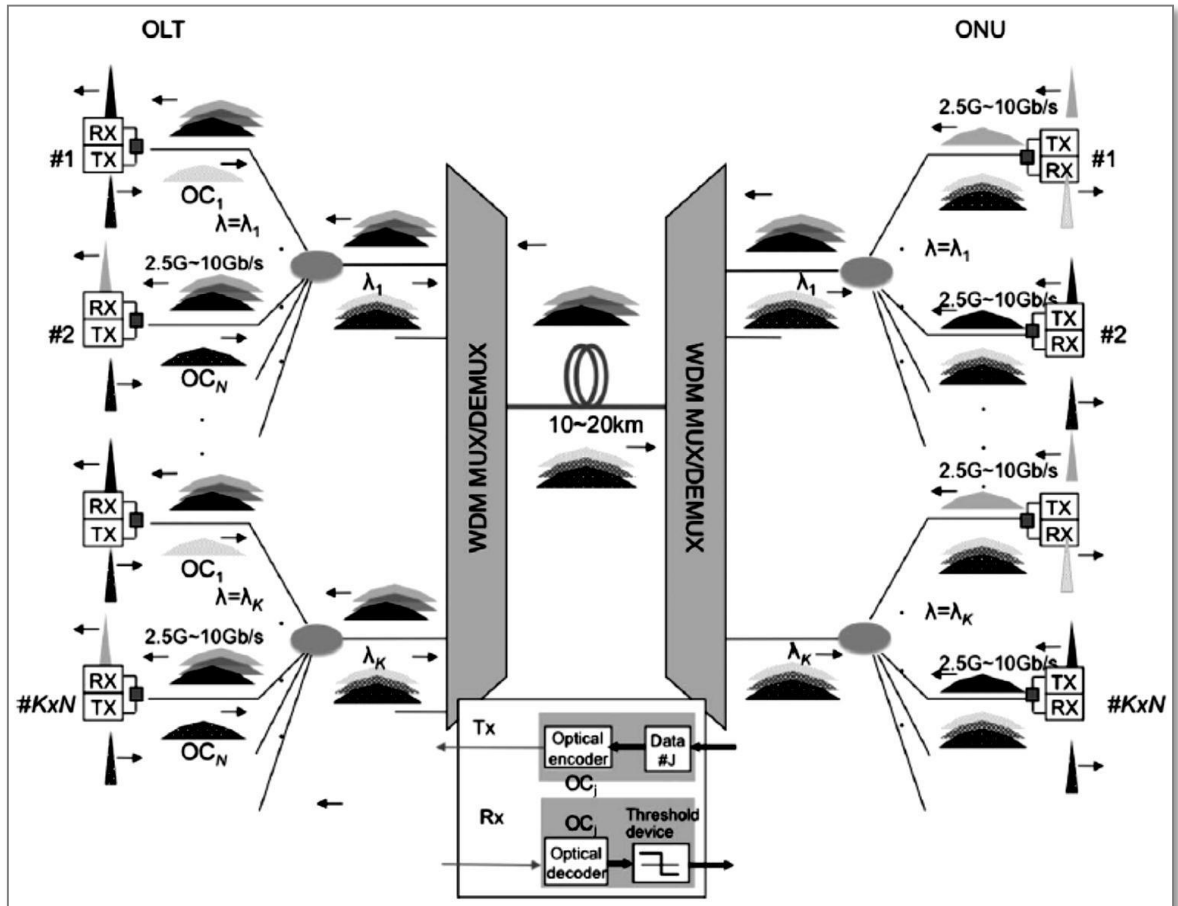 OLT
ONU
RX
TX
#1
OC1
λ=λ1
2.5G~10Gb/s
RX
TX
#2
OCN
RX
TX
OC1
λ=λK
2.5G~10Gb/s
RX
TX
#KxN
OCN
λ1
λK
WDM MUX/DEMUX
10~20km
WDM MUX/DEMUX
λ1
λK
2.5G~10Gb/s
TX
RX
#1
λ=λ1
2.5G~10Gb/s
TX
RX
#2
2.5G~10Gb/s
TX
RX
λ=λK
2.5G~10Gb/s
TX
RX
#KxN
Tx
Optical
encoder
Data
#J
OCj
Rx
OCj
Threshold
device
Optical
decoder